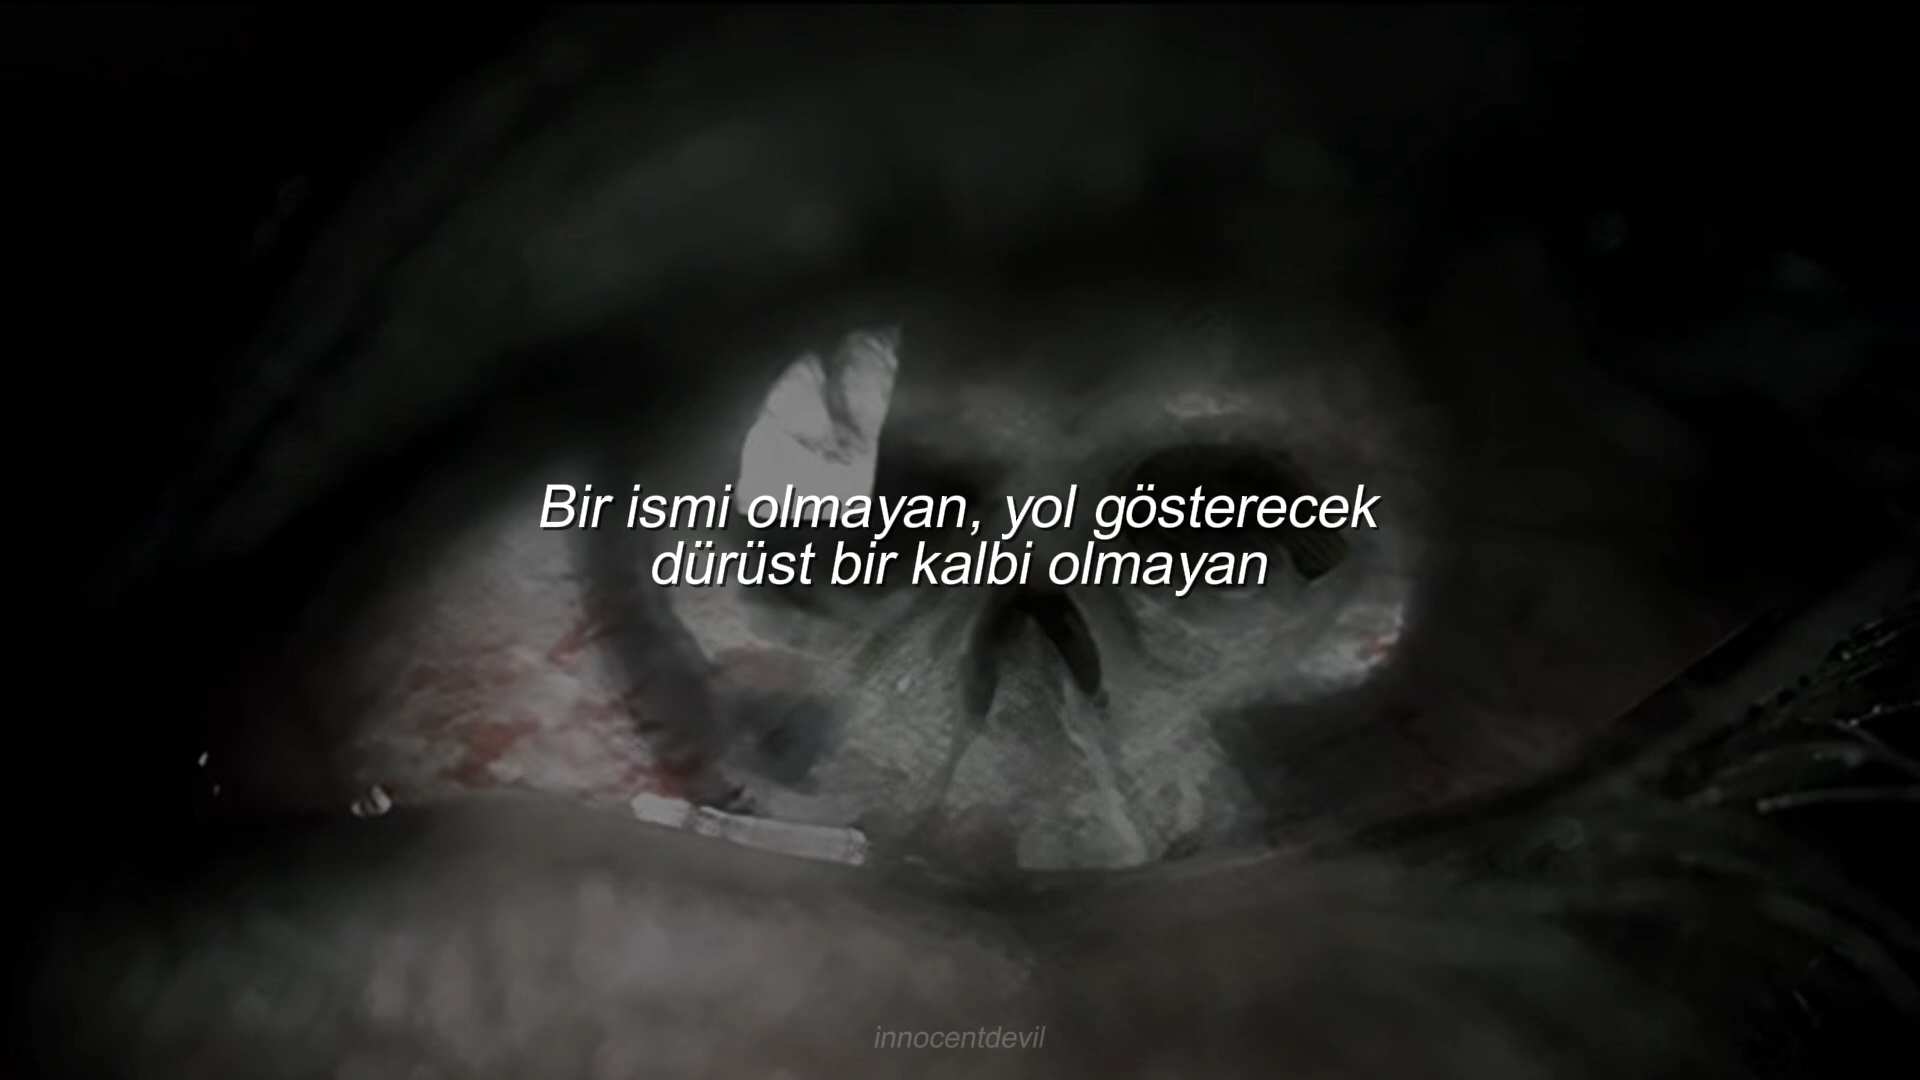 Bir ismi olmayan, yol gösterecek
dürüst bir kalbi olmayan
innocentdevil